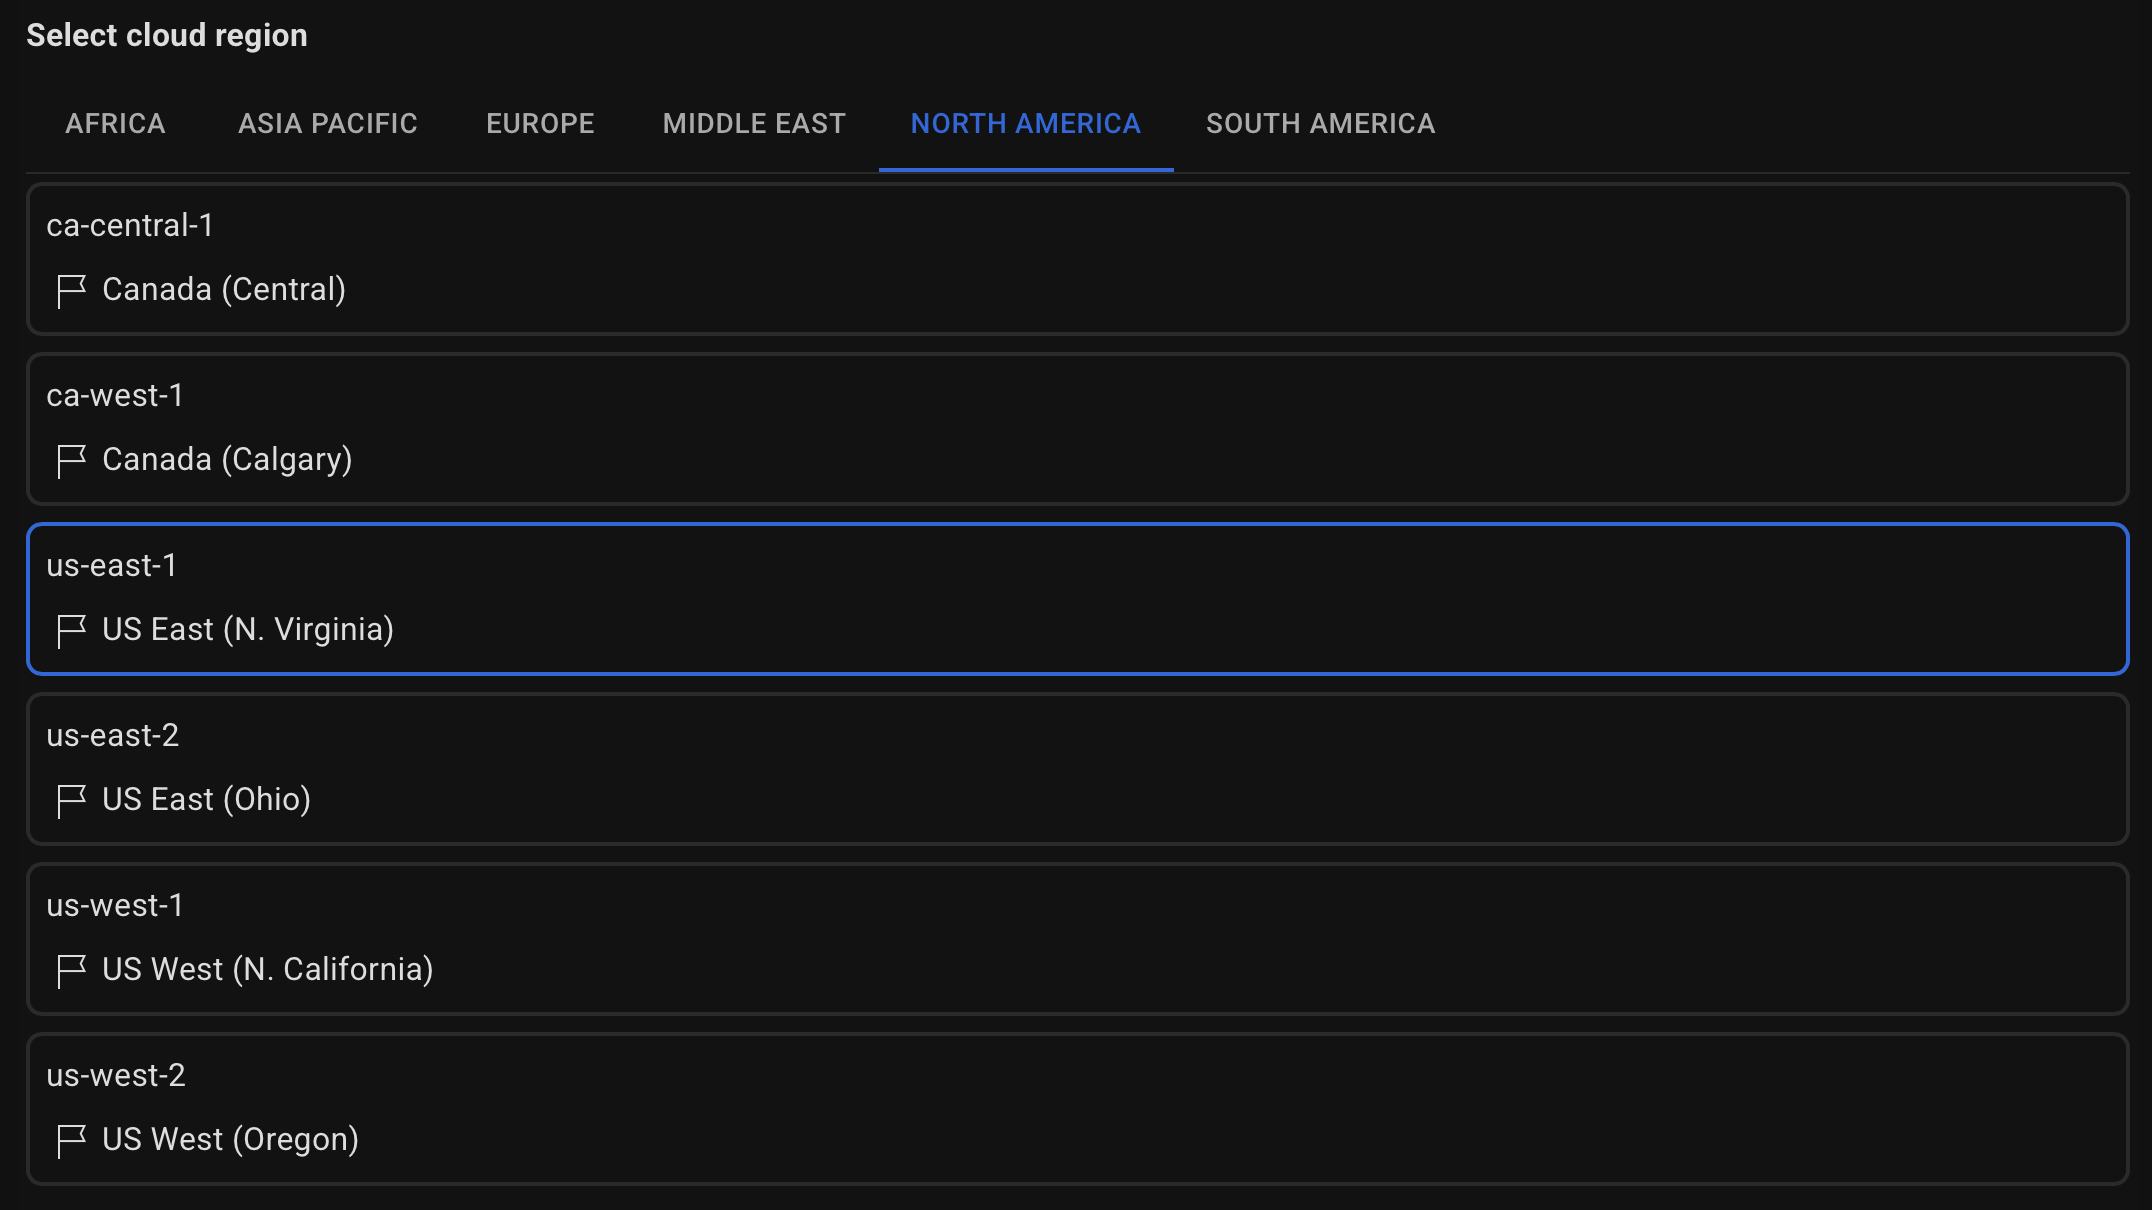 Select cloud region
AFRICA ASIA PACIFIC EUROPE MIDDLE EAST NORTH AMERICA SOUTH AMERICA
ca-central-1
Canada (Central)
ca-west-1
Canada (Calgary)
us-east-1
US East (N. Virginia)
us-east-2
US East (Ohio)
us-west-1
US West (N. California)
us-west-2
US West (Oregon)